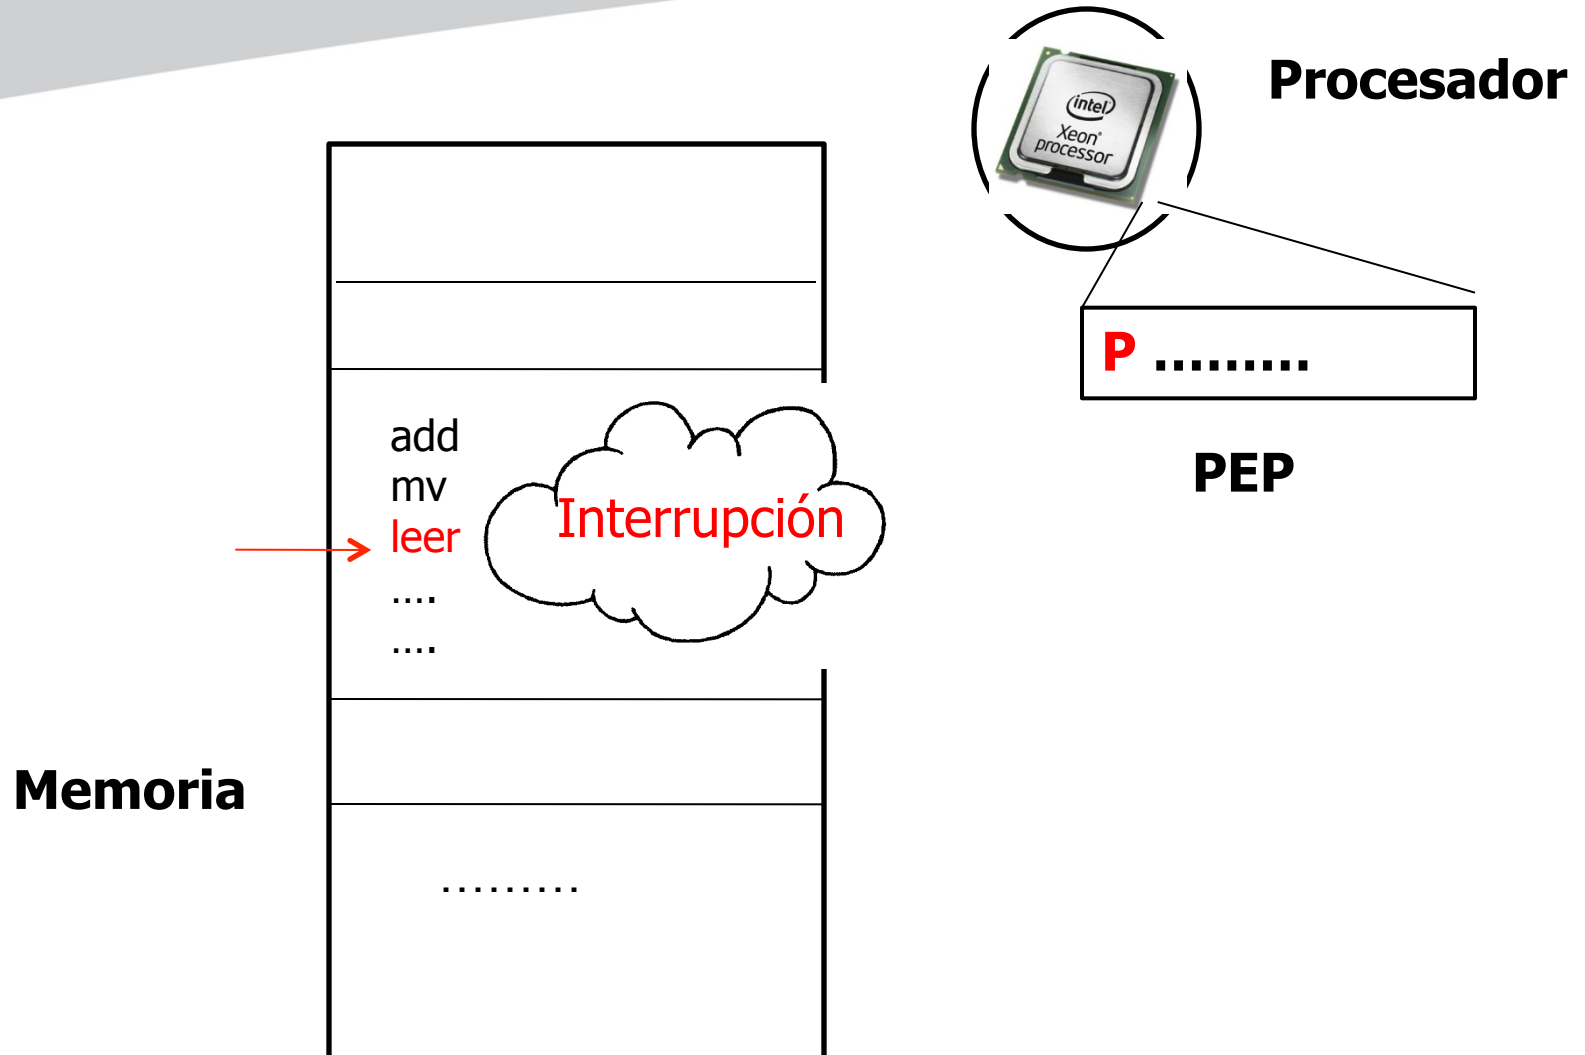 Procesador
intel
Xeon®
processor
P .........
PEP
add
mv
leer
....
....
Interrupción
Memoria
.........